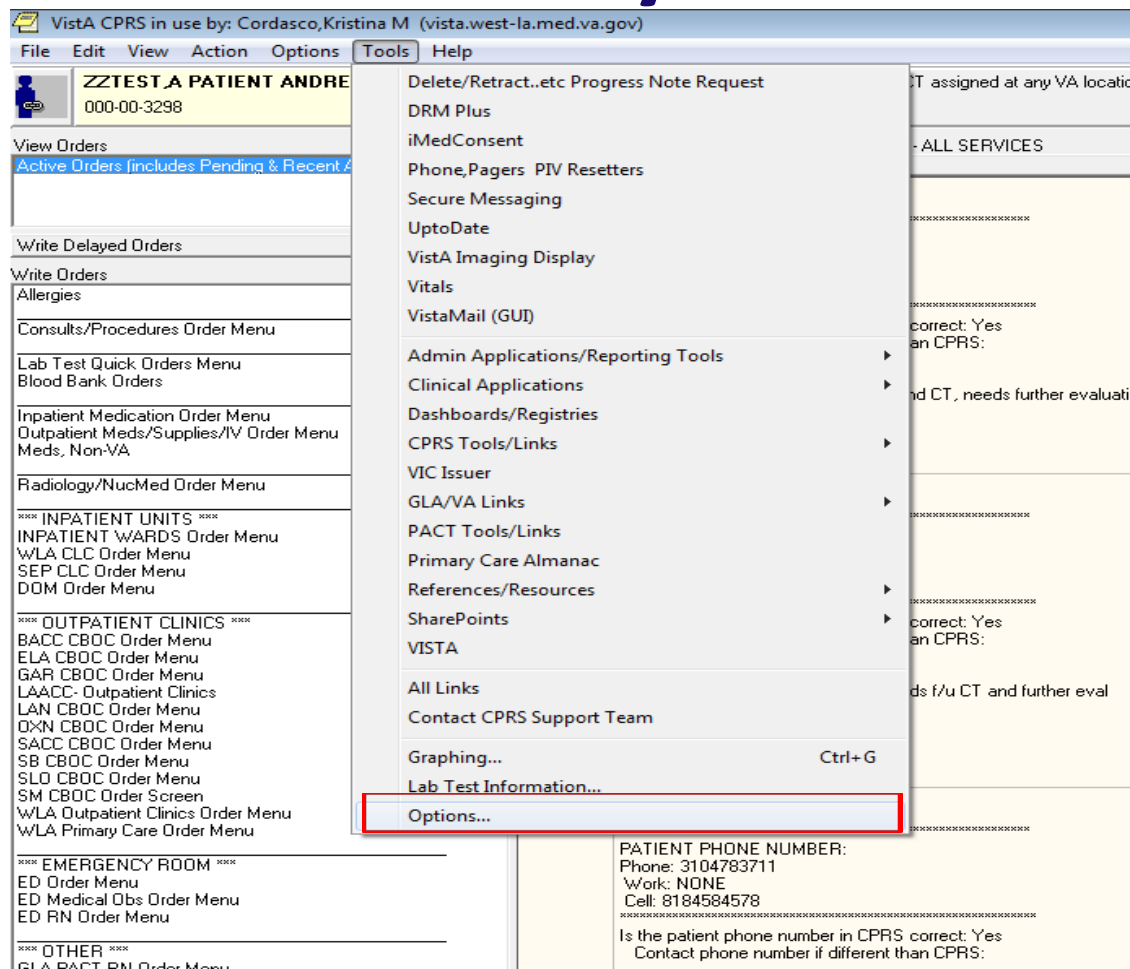 VistA CPRS in use by: Cordasco,Kristina M (vista.west-la.med.va.gov)
File Edit View Action Options Tools Help
ZZTEST,A PATIENT ANDRE
000-00-3298
View Orders
Active Orders (includes Pending & Recent A
Write Delayed Orders
Write Orders
Allergies
Consults/Procedures Order Menu
Lab Test Quick Orders Menu
Blood Bank Orders
Inpatient Medication Order Menu
Outpatient Meds/Supplies/IV Order Menu
Meds, Non-VA
Radiology/NucMed Order Menu
*** INPATIENT UNITS ***
INPATIENT WARDS Order Menu
WLA CLC Order Menu
SEP CLC Order Menu
DOM Order Menu
*** OUTPATIENT CLINICS ***
BACC CBOC Order Menu
ELA CBOC Order Menu
GAR CBOC Order Menu
LAACC- Outpatient Clinics
LAN CBOC Order Menu
OXN CBOC Order Menu
SACC CBOC Order Menu
SB CBOC Order Menu
SLO CBOC Order Menu
SM CBOC Order Screen
WLA Outpatient Clinics Order Menu
WLA Primary Care Order Menu
*** EMERGENCY ROOM ***
ED Order Menu
ED Medical Obs Order Menu
ED RN Order Menu
*** OTHER ***
GLA PACT RN Order Menu
Delete/Retract..etc Progress Note Request
DRM Plus
iMedConsent
Phone,Pagers PIV Resetters
Secure Messaging
UptoDate
VistA Imaging Display
Vitals
VistaMail (GUI)
Admin Applications/Reporting Tools
Clinical Applications
Dashboards/Registries
CPRS Tools/Links
VIC Issuer
GLA/VA Links
PACT Tools/Links
Primary Care Almanac
References/Resources
SharePoints
VISTA
All Links
Contact CPRS Support Team
Graphing... Ctrl+G
Lab Test Information...
Options...
CT assigned at any VA locatio
- ALL SERVICES
correct: Yes
an CPRS:
nd CT, needs further evaluati
correct: Yes
an CPRS:
ds f/u CT and further eval
PATIENT PHONE NUMBER:
Phone: 3104783711
Work: NONE
Cell: 8184584578
Is the patient phone number in CPRS correct: Yes
Contact phone number if different than CPRS: